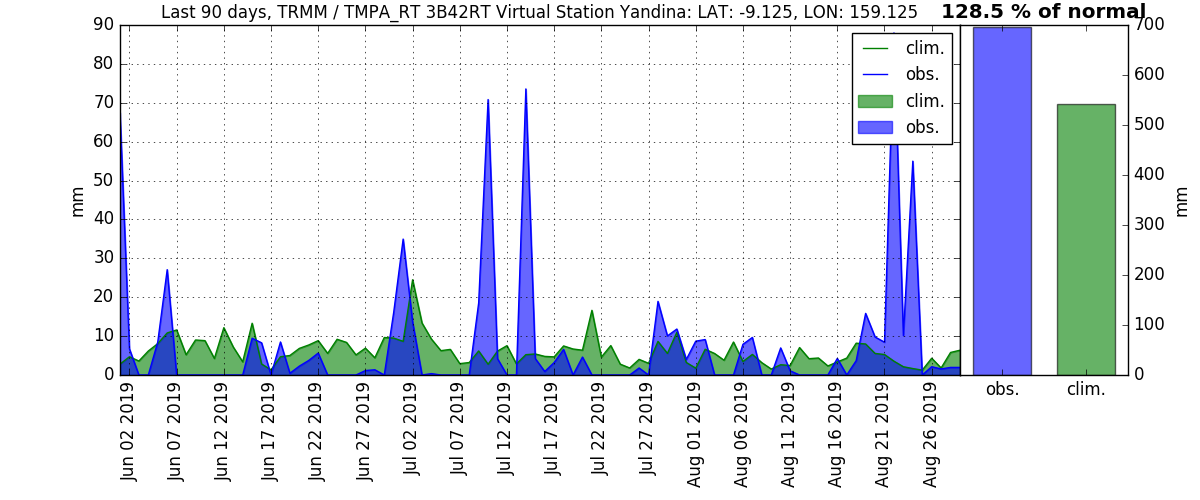 Last 90 days, TRMM / TMPA_RT 3B42RT Virtual Station Yandina: LAT: -9.125, LON: 159.125
128.5 % of normal
90
80
70
60
50
40
30
20
10
0
mm
clim.
obs.
clim.
obs.
Jun 02 2019
Jun 07 2019
Jun 12 2019
Jun 17 2019
Jun 22 2019
Jun 27 2019
Jul 02 2019
Jul 07 2019
Jul 12 2019
Jul 17 2019
Jul 22 2019
Jul 27 2019
Aug 01 2019
Aug 06 2019
Aug 11 2019
Aug 16 2019
Aug 21 2019
Aug 26 2019
obs.
clim.
700
600
500
400
300
200
100
0
mm